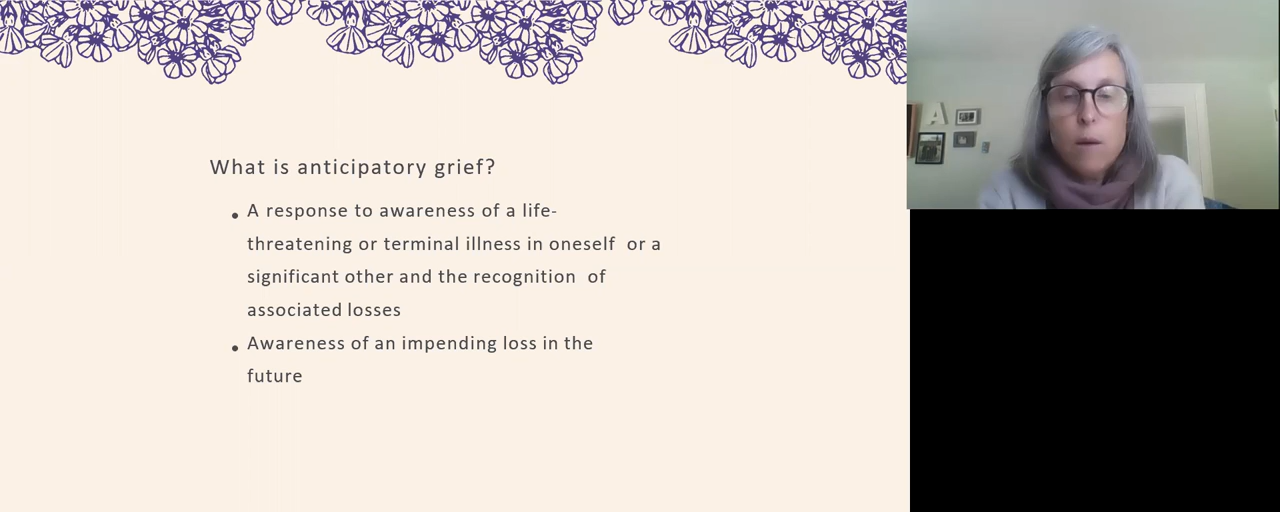 What is anticipatory grief?
• A response to awareness of a life-
threatening or terminal illness in oneself or a
significant other and the recognition of
associated losses
• Awareness of an impending loss in the
future
A